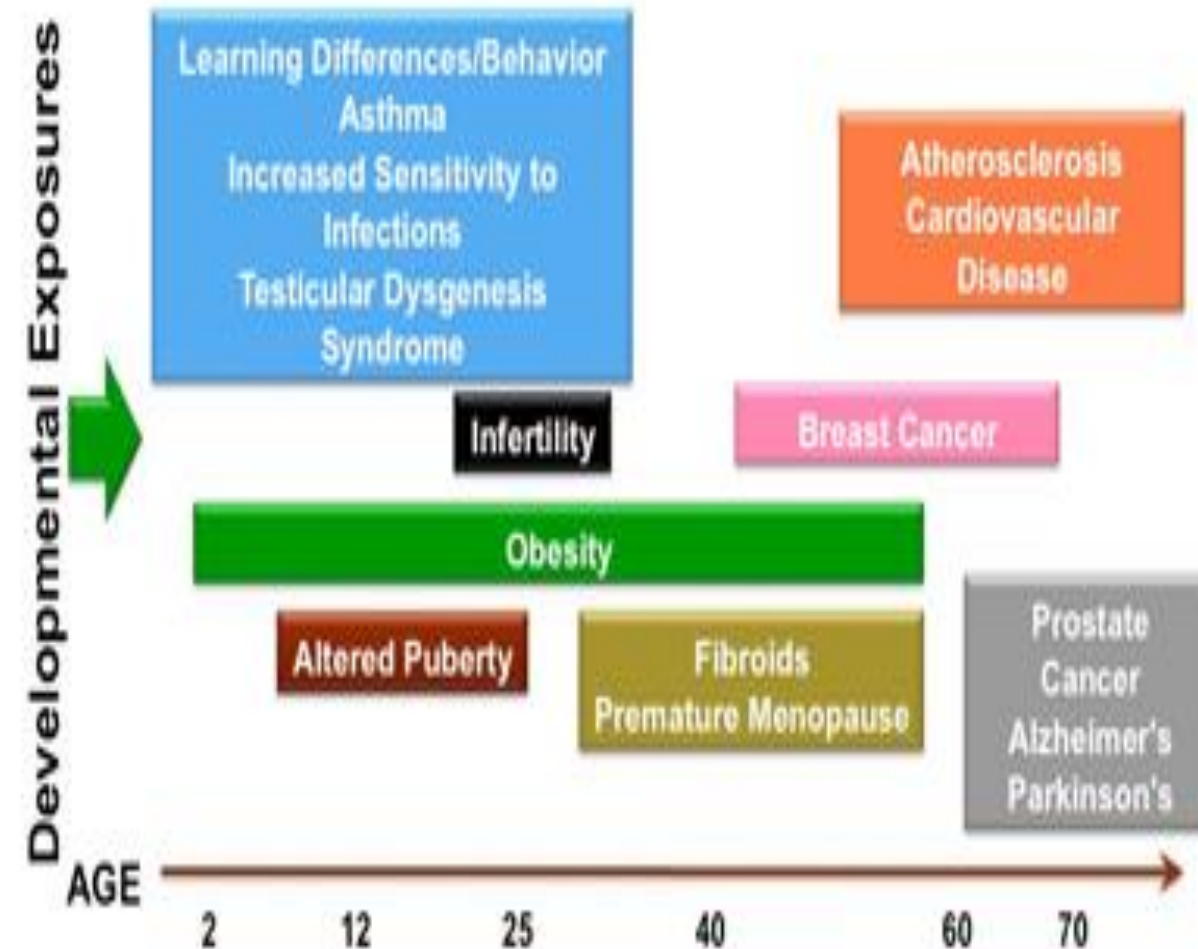 Developmental Exposures
Learning Differences/Behavior
Asthma
Increased Sensitivity to
Infections
Testicular Dysgenesis
Syndrome
Atherosclerosis
Cardiovascular
Disease
Infertility
Breast Cancer
Obesity
Altered Puberty
Fibroids
Premature Menopause
Prostate
Cancer
Alzheimer's
Parkinson's
AGE
2 12 25 40 60 70